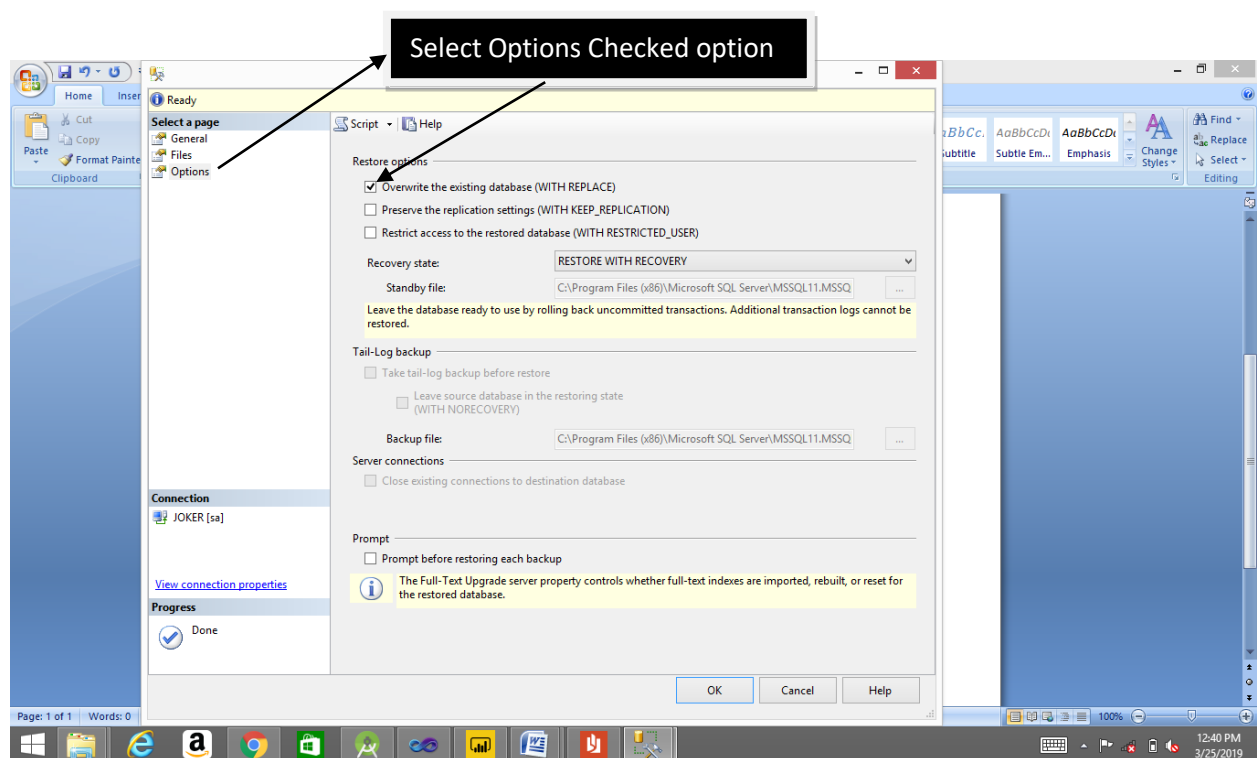 Select Options Checked option
Home Inser
Ready
Cut
Copy
Paste
Format Painte
Clipboard
Select a page
General
Files
Options
Script Help
Restore options
Overwrite the existing database (WITH REPLACE)
Preserve the replication settings (WITH KEEP_REPLICATION)
Restrict access to the restored database (WITH RESTRICTED_USER)
Recovery state: RESTORE WITH RECOVERY
Standby file: C:\Program Files (x86)\Microsoft SQL Server\MSSQL11.MSSQ ...
Leave the database ready to use by rolling back uncommitted transactions. Additional transaction logs cannot be
restored.
Tail-Log backup
Take tail-log backup before restore
Leave source database in the restoring state
(WITH NORECOVERY)
Backup file: C:\Program Files (x86)\Microsoft SQL Server\MSSQL11.MSSQ ...
Server connections
Close existing connections to destination database
Prompt
Prompt before restoring each backup
The Full-Text Upgrade server property controls whether full-text indexes are imported, rebuilt, or reset for
the restored database.
Connection
JOKER [sa]
View connection properties
Progress
Done
OK Cancel Help
aBbCc. AaBbCcDt AaBbCcDt
Subtitle Subtle Em... Emphasis
Change
Styles
Find
Replace
Select
Editing
Page: 1 of 1 Words: 0
100%
12:40 PM
3/25/2019